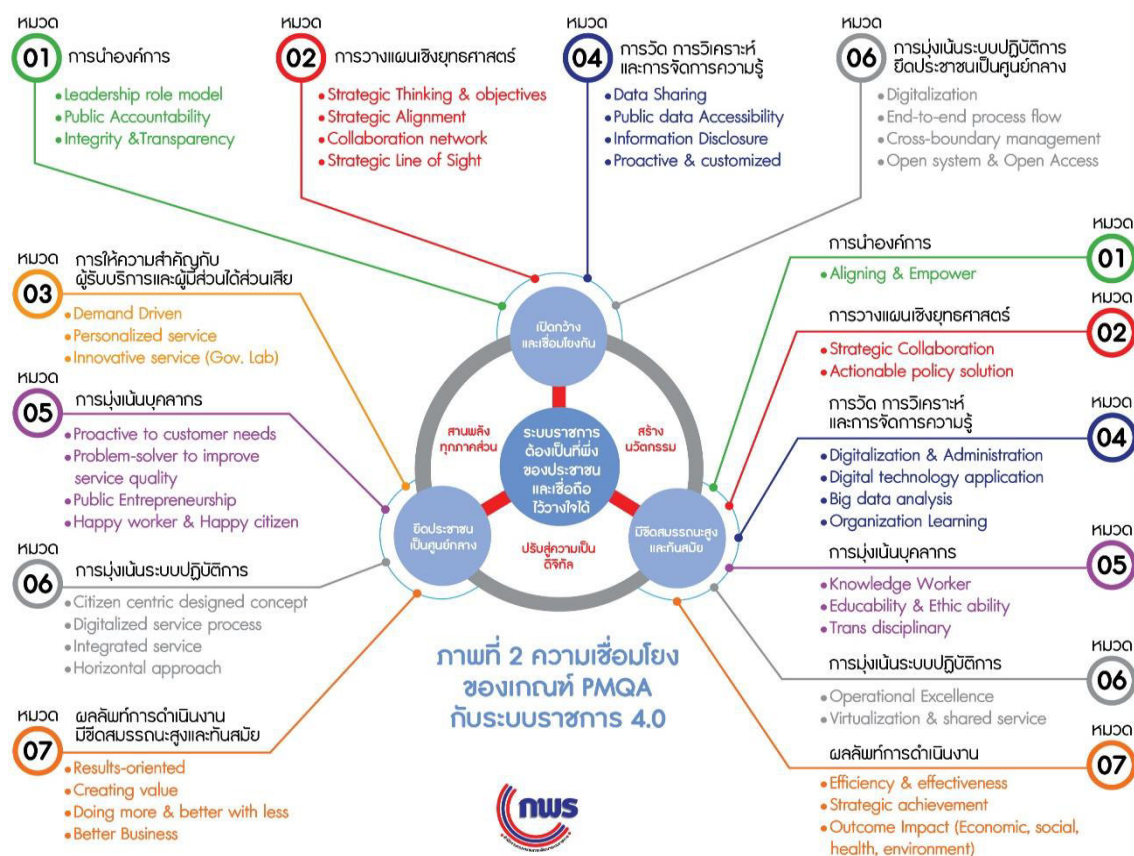 หมวด
01
การนำองค์การ
• Leadership role model
• Public Accountability
• Integrity &Transparency
หมวด
02
การวางแผนเชิงยุทธศาสตร์
• Strategic Thinking & objectives
• Strategic Alignment
• Collaboration network
• Strategic Line of Sight
หมวด
04
การวัด การวิเคราะห์
และการจัดการความรู้
• Data Sharing
• Public data Accessibility
• Information Disclosure
• Proactive & customized
หมวด
06
การมุ่งเน้นระบบปฏิบัติการ
ยึดประชาชนเป็นศูนย์กลาง
• Digitalization
• End-to-end process flow
• Cross-boundary management
• Open system & Open Access
หมวด
03
การให้ความสำคัญกับ
ผู้รับบริการและผู้มีส่วนได้ส่วนเสีย
• Demand Driven
• Personalized service
• Innovative service (Gov. Lab)
หมวด
05
การมุ่งเน้นบุคลากร
• Proactive to customer needs
• Problem-solver to improve
service quality
• Public Entrepreneurship
• Happy worker & Happy citizen
หมวด
06
การมุ่งเน้นระบบปฏิบัติการ
• Citizen centric designed concept
• Digitalized service process
• Integrated service
• Horizontal approach
หมวด
07
ผลลัพท์การดำเนินงาน
มีขีดสมรรถนะสูงและทันสมัย
• Results-oriented
• Creating value
• Doing more & better with less
• Better Business
เปิดกว้าง
และเชื่อมโยงกัน
สานพลัง
ทุกภาคส่วน
ระบบราชการ
ต้องเป็นที่พึ่ง
ของประชาชน
และเชื่อถือ
ไว้วางใจได้
สร้าง
นวัตกรรม
ยึดประชาชน
เป็นศูนย์กลาง
ปรับสู่ความเป็น
ดิจิทัล
มีขีดสมรรถนะสูง
และทันสมัย
ภาพที่ 2 ความเชื่อมโยง
ของเกณฑ์ PMQA
กับระบบราชการ 4.0
กพร
หมวด
01
การนำองค์การ
• Aligning & Empower
หมวด
02
การวางแผนเชิงยุทธศาสตร์
• Strategic Collaboration
• Actionable policy solution
หมวด
04
การวัด การวิเคราะห์
และการจัดการความรู้
• Digitalization & Administration
• Digital technology application
• Big data analysis
• Organization Learning
หมวด
05
การมุ่งเน้นบุคลากร
• Knowledge Worker
• Educability & Ethic ability
• Trans disciplinary
หมวด
06
การมุ่งเน้นระบบปฏิบัติการ
• Operational Excellence
• Virtualization & shared service
หมวด
07
ผลลัพท์การดำเนินงาน
• Efficiency & effectiveness
• Strategic achievement
• Outcome Impact (Economic, social,
health, environment)